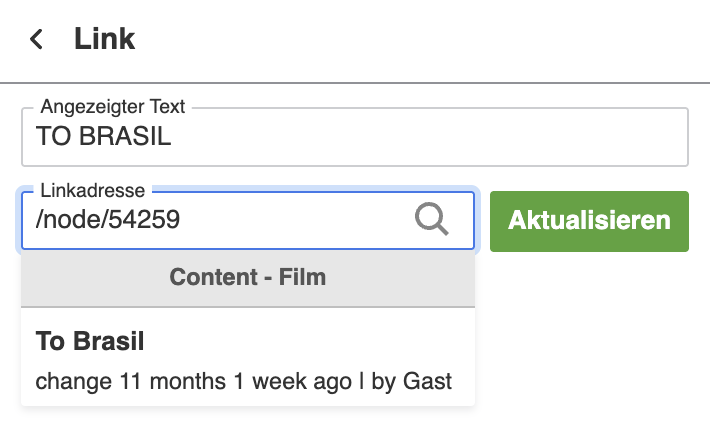 Link
Angezeigter Text
TO BRASIL
Linkadresse
/node/54259
Aktualisieren
Content - Film
To Brasil
change 11 months 1 week ago | by Gast